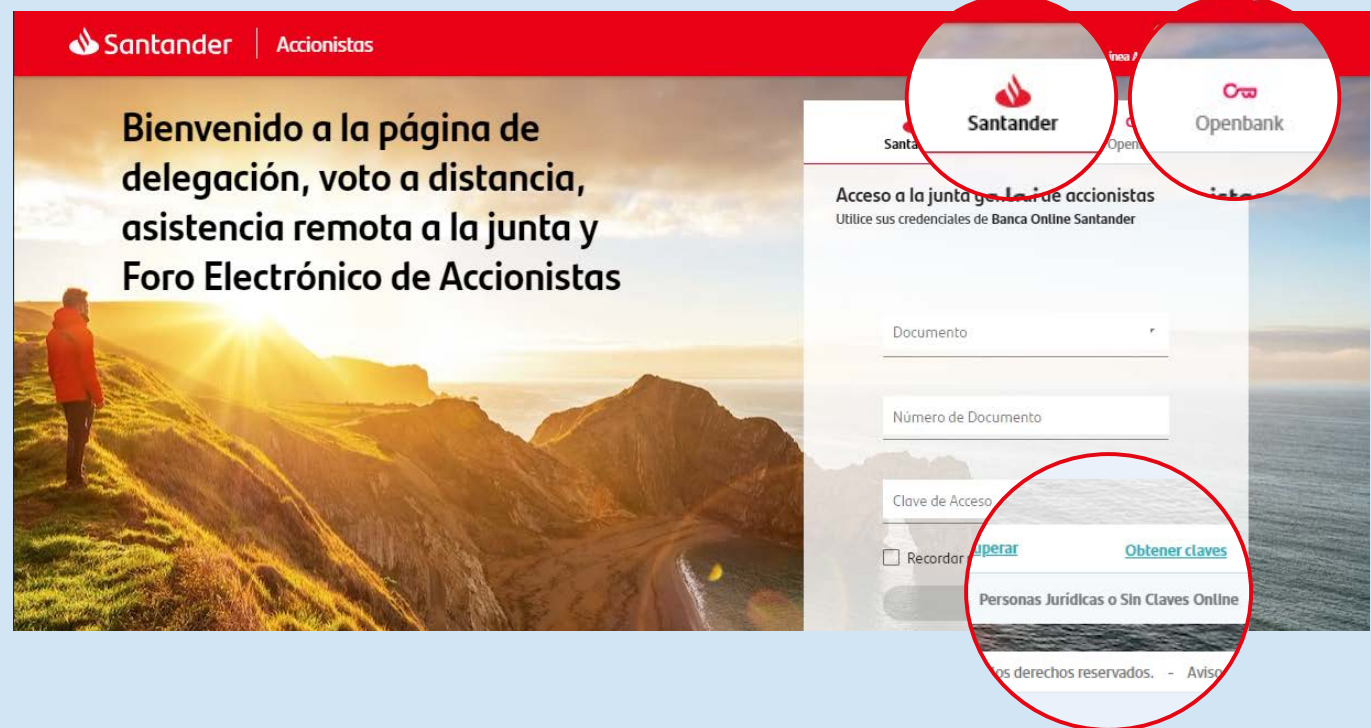 Santander
Accionistas
Bienvenido a la página de
delegación, voto a distancia,
asistencia remota a la junta y
Foro Electrónico de Accionistas
Santander
Openbank
Acceso a la junta de accionistas
Utilice sus credenciales de Banca Online Santander
Documento
Número de Documento
Clave de Acceso
Recordar
Obtener claves
Personas Jurídicas o Sin Claves Online
derechos reservados. - Aviso